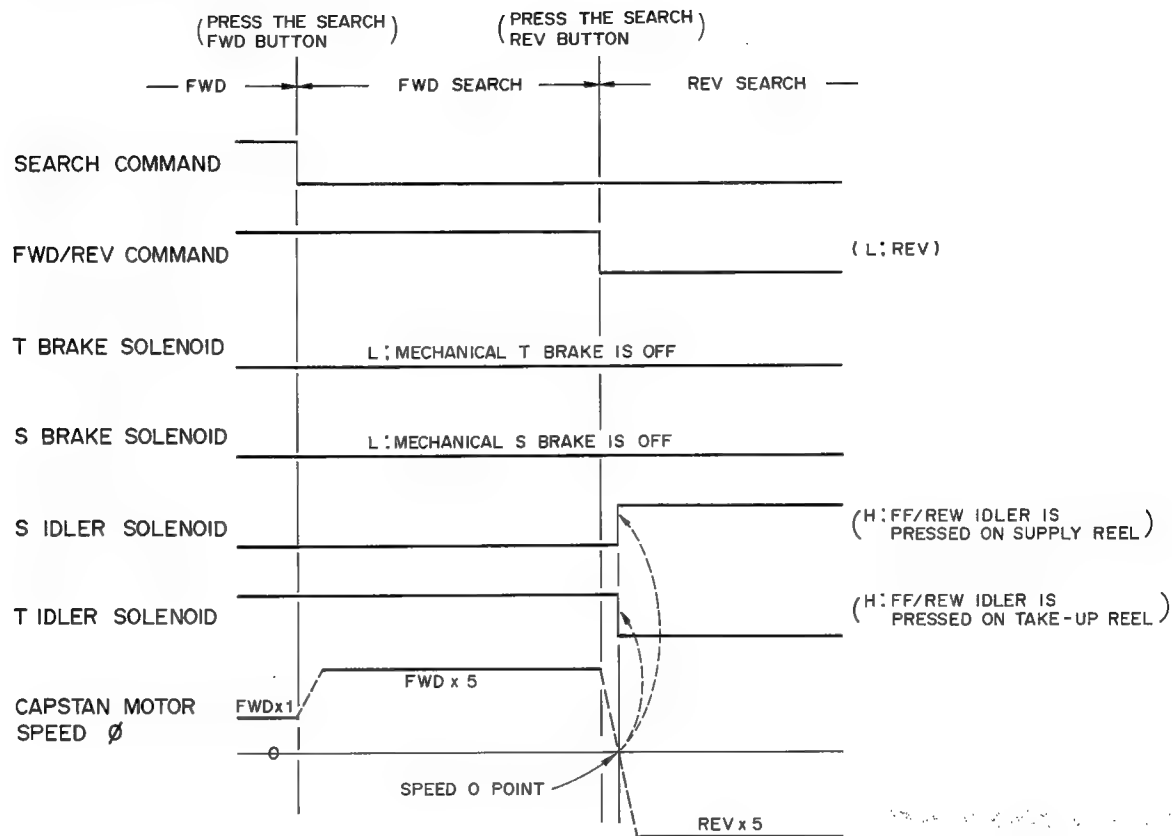 (PRESS THE SEARCH)
FWD BUTTON
(PRESS THE SEARCH)
REV BUTTON
FWD
FWD SEARCH
REV SEARCH
SEARCH COMMAND
FWD/REV COMMAND
(L:REV)
T BRAKE SOLENOID
L:MECHANICAL T BRAKE IS OFF
S BRAKE SOLENOID
L:MECHANICAL S BRAKE IS OFF
S IDLER SOLENOID
(H:FF/REW IDLER IS
PRESSED ON SUPPLY REEL)
T IDLER SOLENOID
(H:FF/REW IDLER IS
PRESSED ON TAKE-UP REEL)
CAPSTAN MOTOR
SPEED Ø
FWDx1
FWD x 5
O
SPEED O POINT
REV x 5